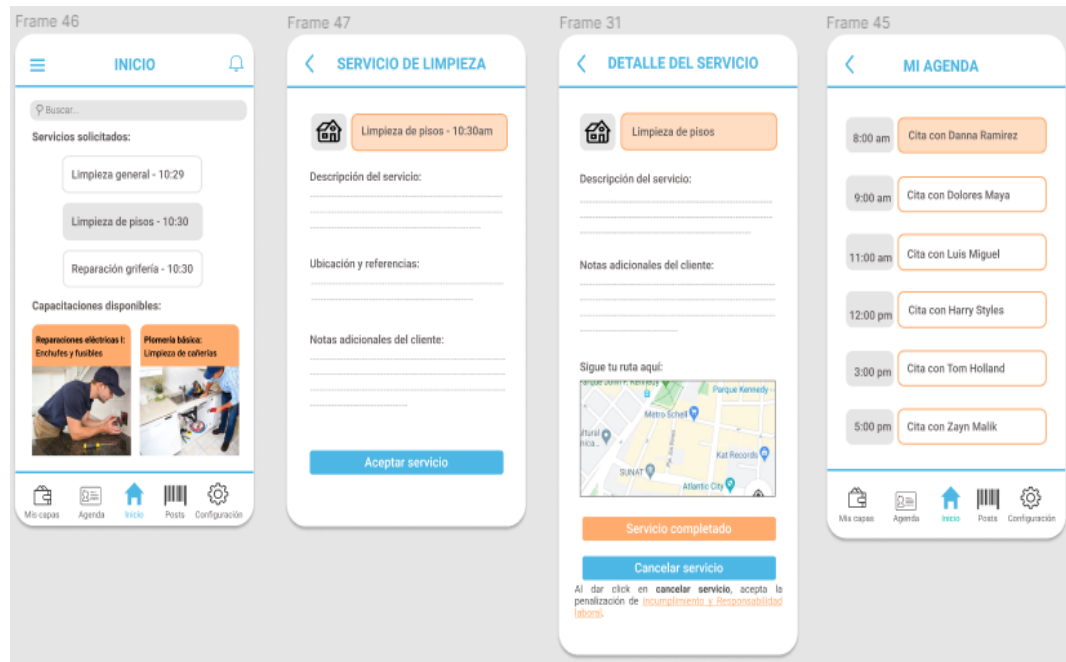 Frame 46
INICIO
Buscar...
Servicios solicitados:
Limpieza general - 10:29
Limpieza de pisos - 10:30
Reparación grifería - 10:30
Capacitaciones disponibles:
Reparaciones eléctricas I:
Enchufes y fusibles
Plomería básica:
Limpieza de cañerías
Mis capas
Agenda
Inicio
Posts
Configuración
Frame 47
SERVICIO DE LIMPIEZA
Limpieza de pisos - 10:30am
Descripción del servicio:
Ubicación y referencias:
Notas adicionales del cliente:
Aceptar servicio
Frame 31
DETALLE DEL SERVICIO
Limpieza de pisos
Descripción del servicio:
Notas adicionales del cliente:
Sigue tu ruta aquí:
Parque John F. Kennedy
Parque Kennedy
Metro Schell
Kat Records
SUNAT
Atlantic City
Servicio completado
Cancelar servicio
Al dar click en cancelar servicio, acepta la
penalización de Incumplimiento y Responsabilidad
laboral.
Frame 45
MI AGENDA
8:00 am Cita con Danna Ramirez
9:00 am Cita con Dolores Maya
11:00 am Cita con Luis Miguel
12:00 pm Cita con Harry Styles
3:00 pm Cita con Tom Holland
5:00 pm Cita con Zayn Malik
Mis capas
Agenda
Inicio
Posts
Configuración